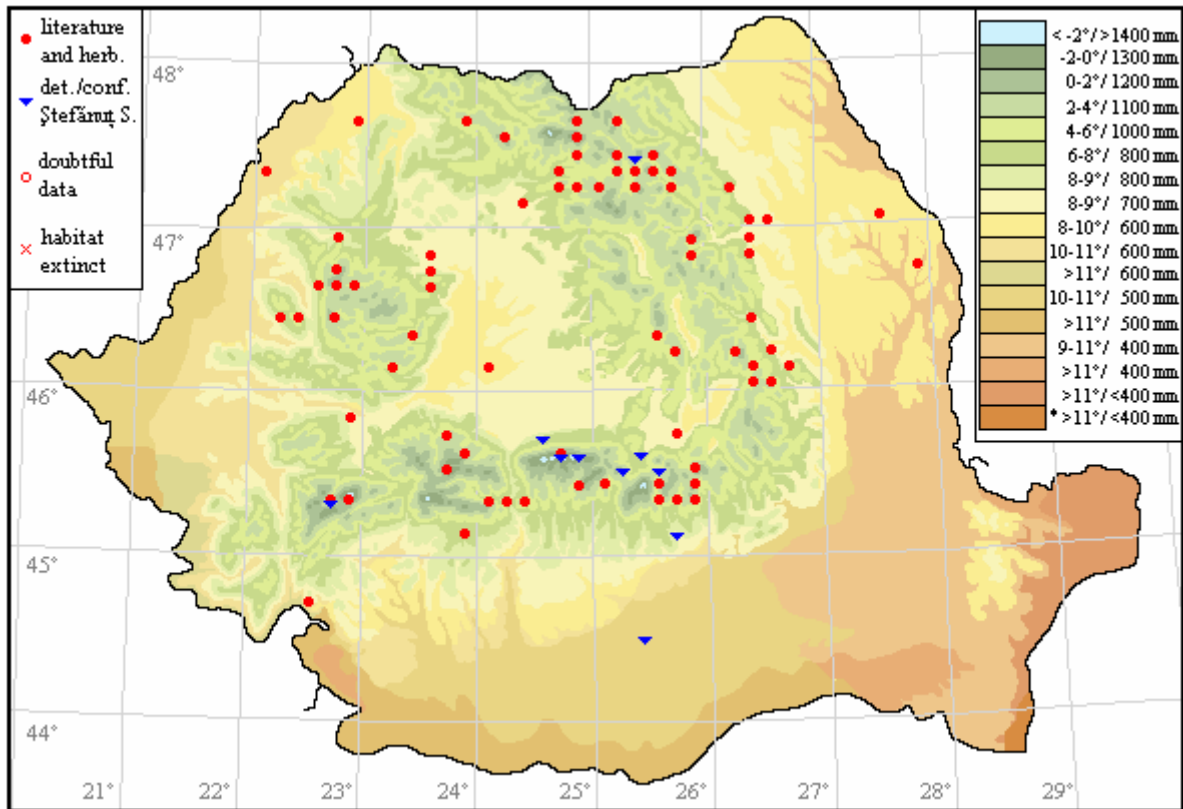 literature
and herb.
det./conf.
Ştefănuţ S.
doubtful
data
habitat
extinct
< -2°/>1400 mm
-2-0°/1300 mm
0-2°/1200 mm
2-4°/1100 mm
4-6°/1000 mm
6-8°/ 800 mm
8-9°/ 800 mm
8-9°/ 700 mm
8-10°/ 600 mm
10-11°/ 600 mm
>11°/ 600 mm
10-11°/ 500 mm
>11°/ 500 mm
9-11°/ 400 mm
>11°/ 400 mm
>11°/<400 mm
* >11°/<400 mm
48°
47°
46°
45°
44°
21°
22°
23°
24°
25°
26°
27°
28°
29°